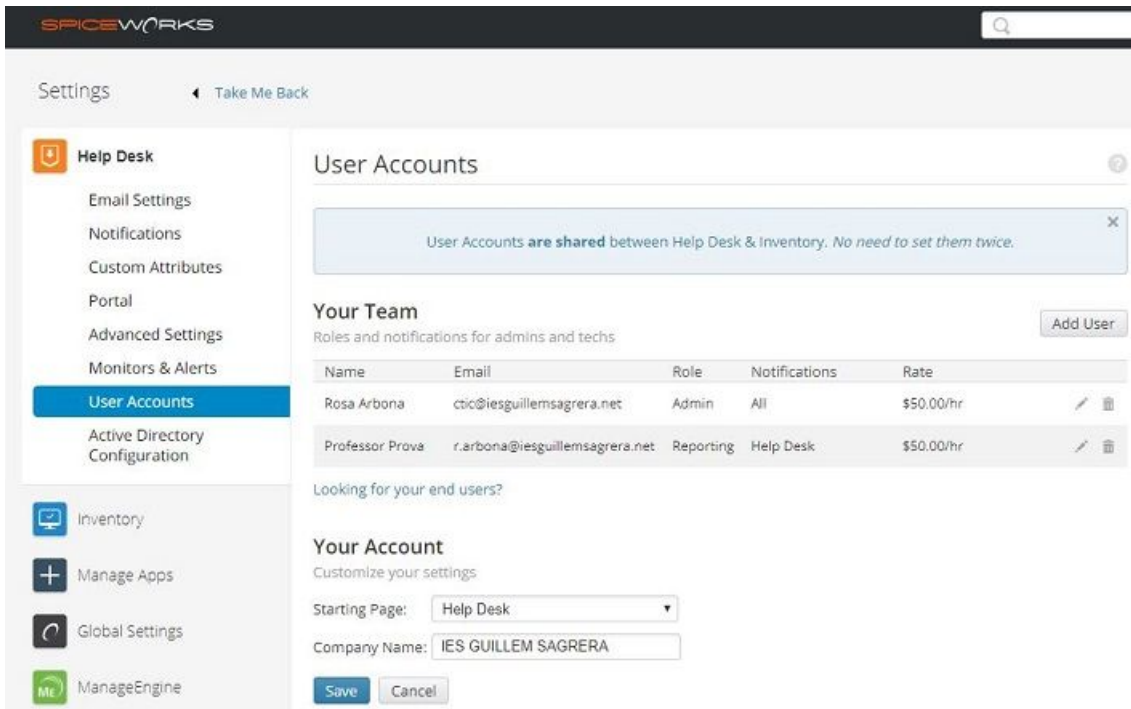 SPICEWORKS
Settings
Take Me Back
Help Desk
Email Settings
Notifications
Custom Attributes
Portal
Advanced Settings
Monitors & Alerts
User Accounts
Active Directory
Configuration
Inventory
Manage Apps
Global Settings
ME
ManageEngine
User Accounts
?
User Accounts are shared between Help Desk & Inventory. No need to set them twice.
Your Team
Roles and notifications for admins and techs
Add User
Name Email Role Notifications Rate
Rosa Arbona ctic@iesguillemsagrera.net Admin All $50.00/hr
Professor Prova r.arbona@iesguillemsagrera.net Reporting Help Desk $50.00/hr
Looking for your end users?
Your Account
Customize your settings
Starting Page: Help Desk
Company Name: IES GUILLEM SAGRERA
Save Cancel